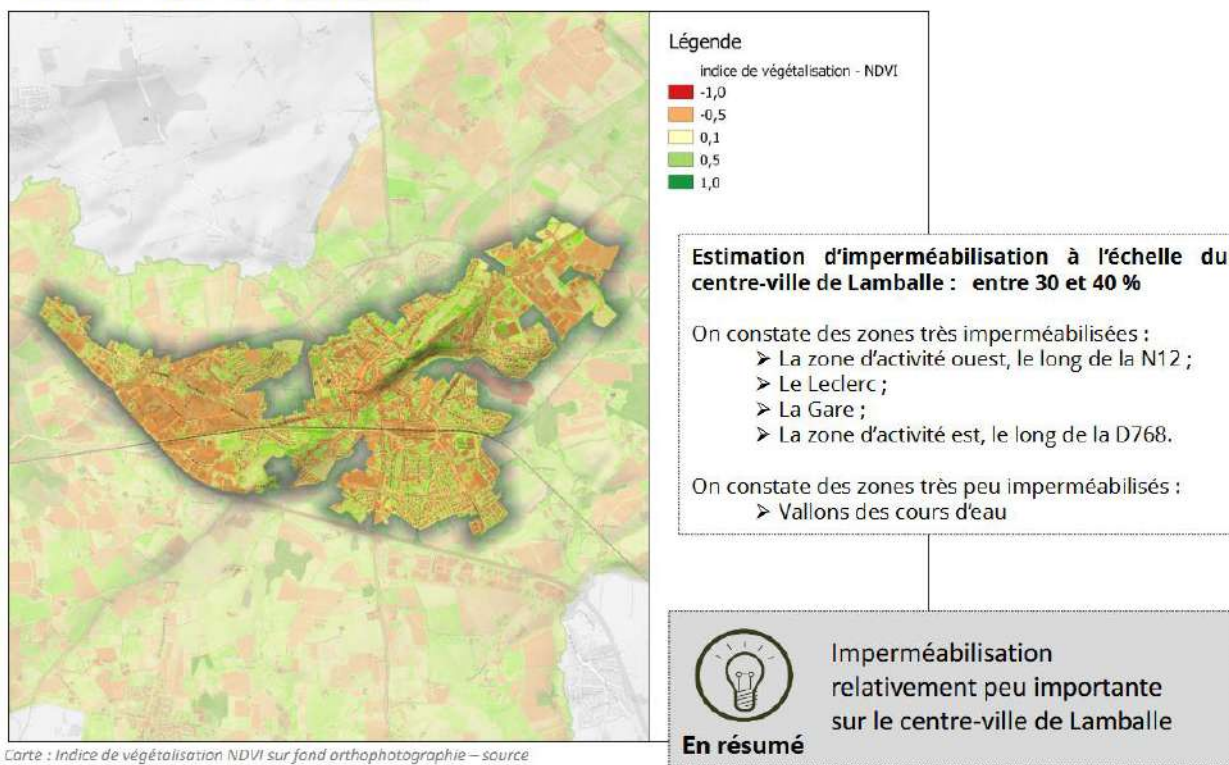 Légende
indice de végétalisation - NDVI
-1,0
-0,5
0,1
0,5
1,0
Estimation d'imperméabilisation à l'échelle du
centre-ville de Lamballe : entre 30 et 40 %
On constate des zones très imperméabilisées :
➢ La zone d'activité ouest, le long de la N12 ;
➢ Le Leclerc ;
➢ La Gare ;
➢ La zone d'activité est, le long de la D768.
On constate des zones très peu imperméabilisés :
➢ Vallons des cours d'eau
Imperméabilisation
relativement peu importante
sur le centre-ville de Lamballe
En résumé
Carte : Indice de végétalisation NDVI sur fond orthophotographie – source